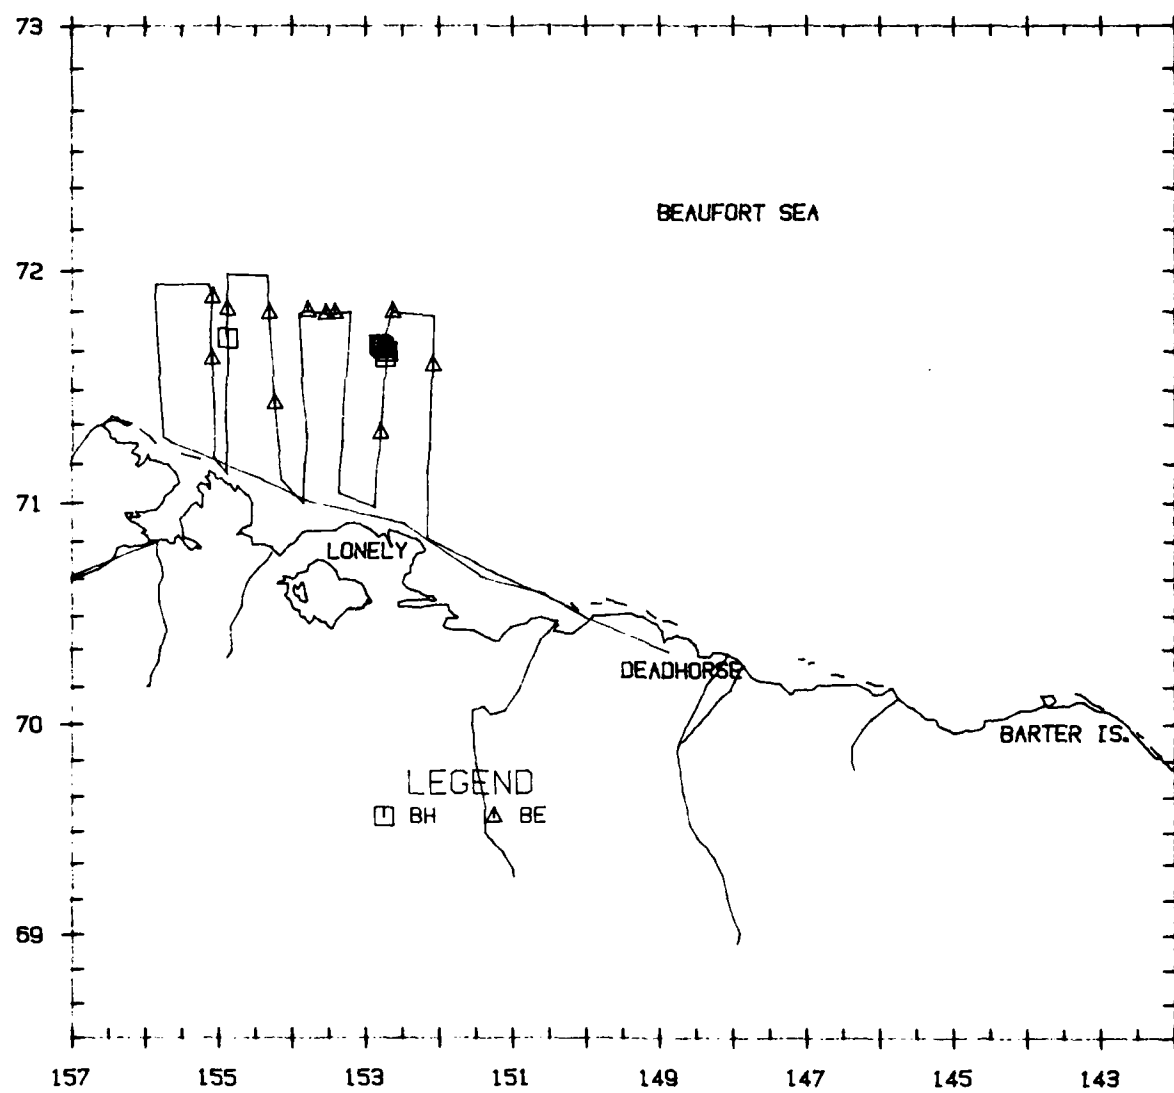 73
BEAUFORT SEA
72
71
LONELY
DEADHORSE
70
BARTER IS.
LEGEND
BH BE
69
157 155 153 151 149 147 145 143